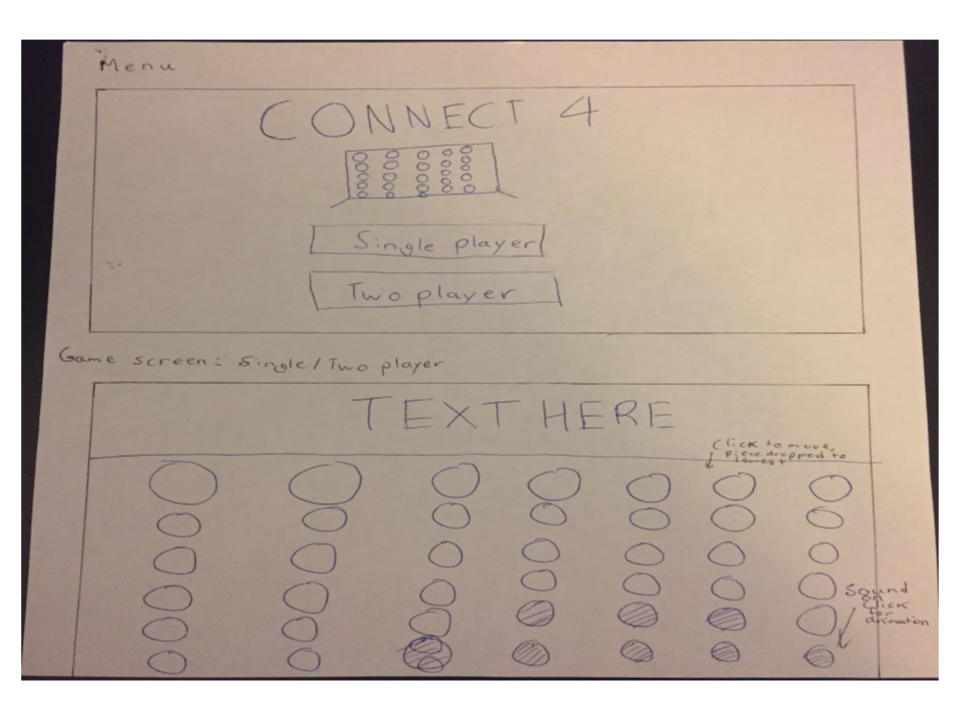 Menu
CONNECT 4
Single player
Two player
Game screen: Single/Two player
TEXT HERE
Click to move,
Piece dropped to
lowest
Sound
on
click
for
animation